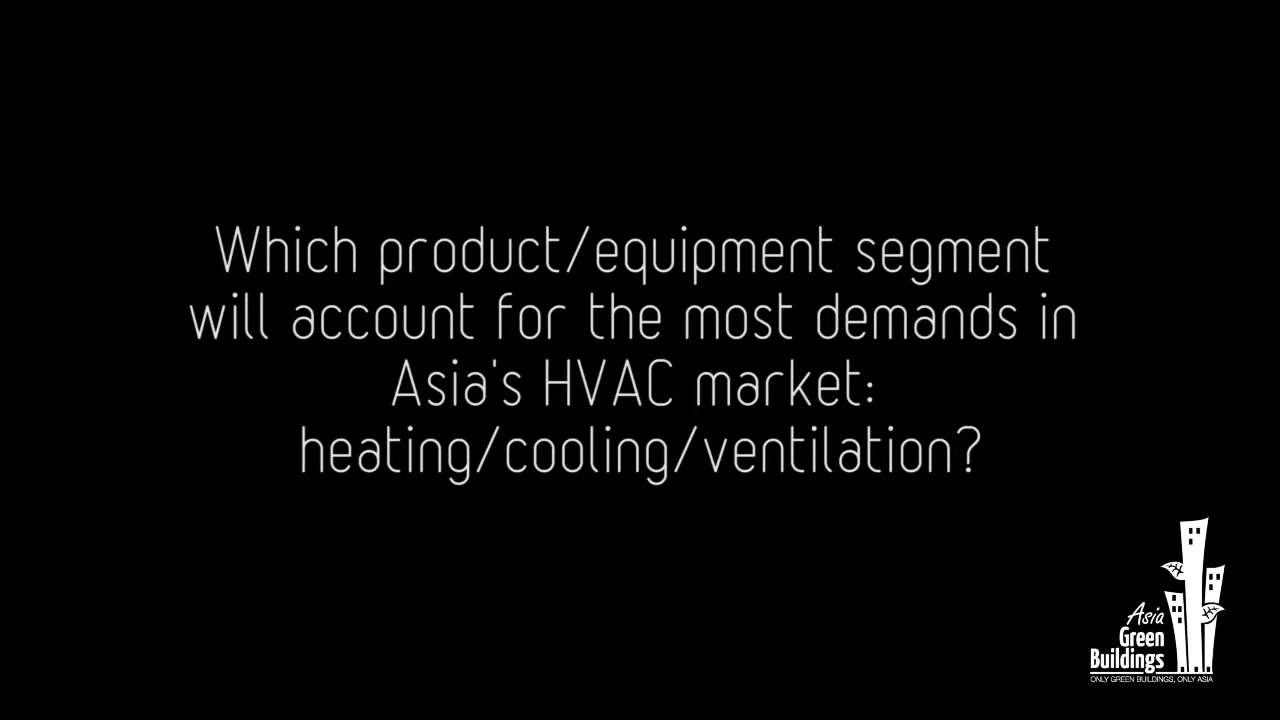 Which product/equipment segment
will account for the most demands in
Asia's HVAC market:
heating/cooling/ventilation?
Asia
Green
Buildings
ONLY GREEN BUILDINGS, ONLY ASIA